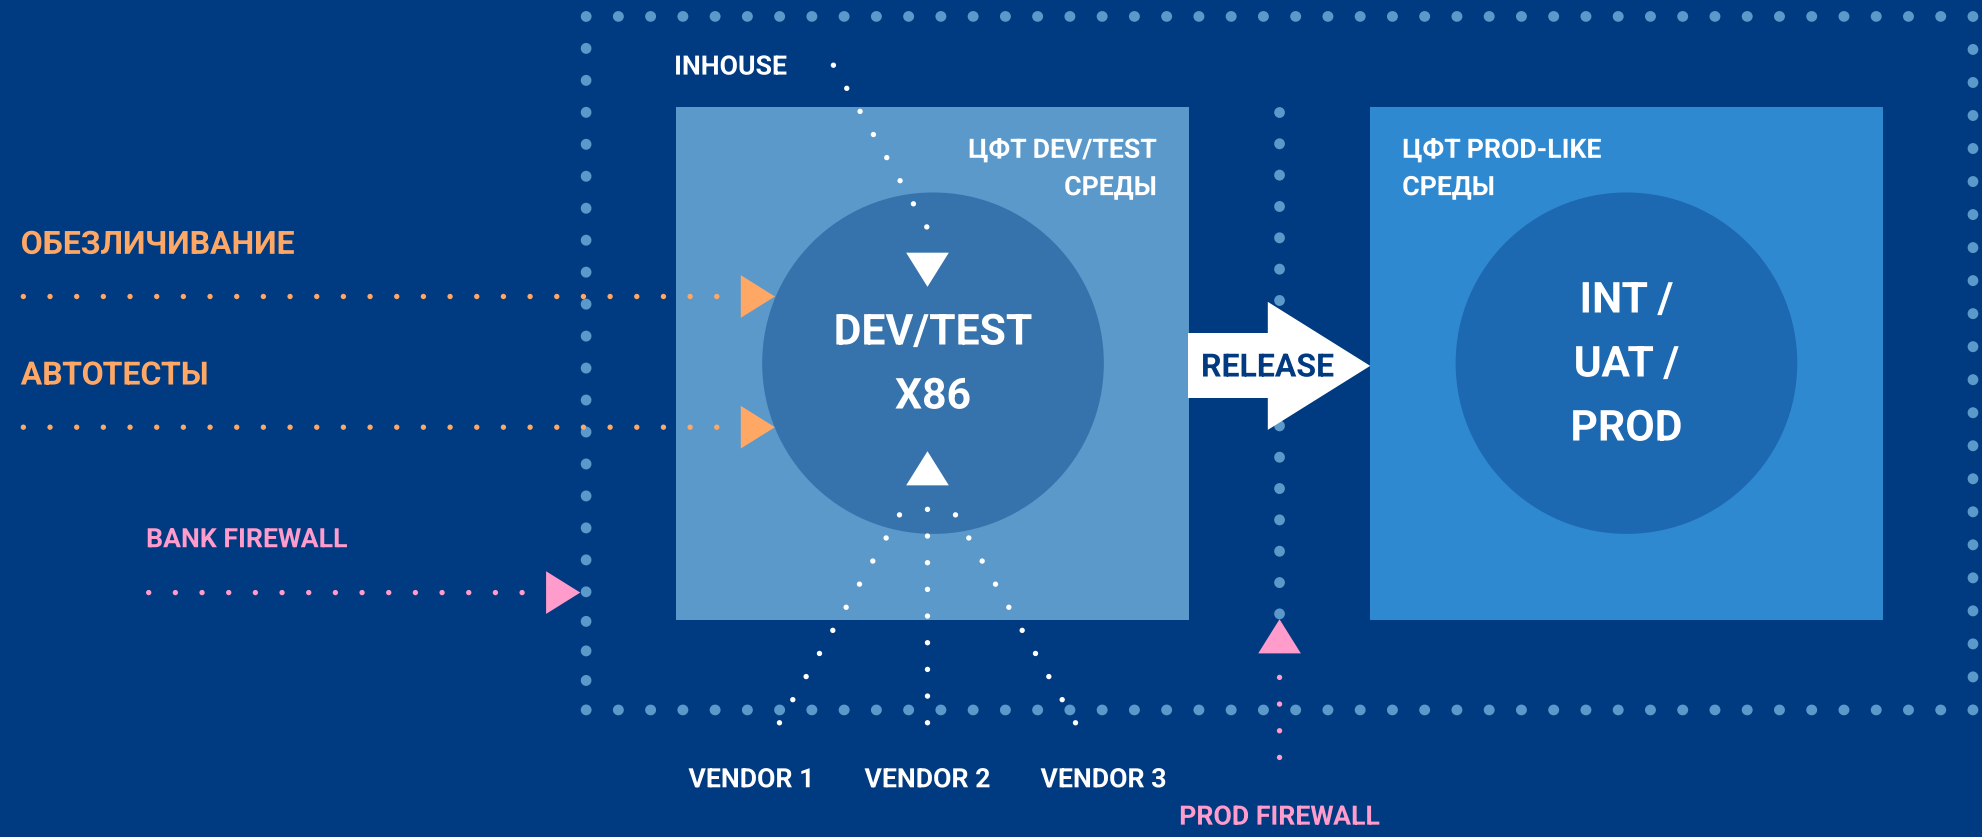 INHOUSE
ЦФТ DEV/TEST
СРЕДЫ
ЦФТ PROD-LIKE
СРЕДЫ
ОБЕЗЛИЧИВАНИЕ
АВТОТЕСТЫ
DEV/TEST
X86
RELEASE
INT /
UAT /
PROD
BANK FIREWALL
VENDOR 1
VENDOR 2
VENDOR 3
PROD FIREWALL